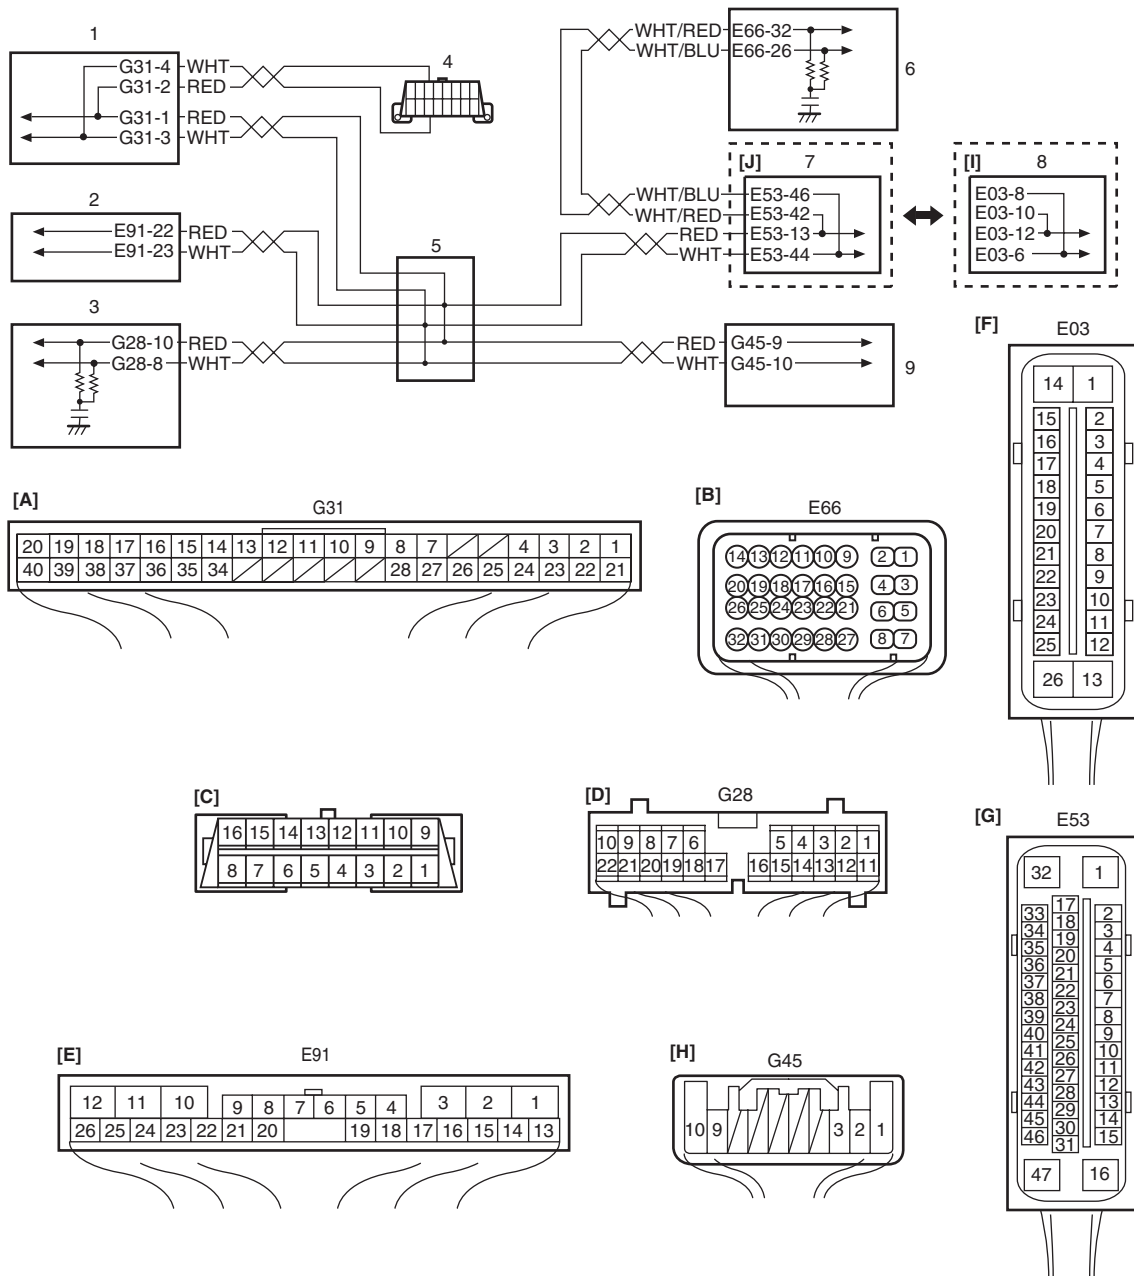 1
G31-4 WHT
G31-2 RED
G31-1 RED
G31-3 WHT
4
WHT/RED E66-32
WHT/BLU E66-26
6
2
E91-22 RED
E91-23 WHT
3
G28-10 RED
G28-8 WHT
5
[J] 7
WHT/BLU E53-46
WHT/RED E53-42
RED E53-13
WHT E53-44
[I] 8
E03-8
E03-10
E03-12
E03-6
RED G45-9
WHT G45-10
9
[A] G31
20 19 18 17 16 15 14 13 12 11 10 9 8 7 4 3 2 1
40 39 38 37 36 35 34 28 27 26 25 24 23 22 21
[B] E66
14 13 12 11 10 9 2 1
20 19 18 17 16 15 4 3
26 25 24 23 22 21 6 5
32 31 30 29 28 27 8 7
[F] E03
14 1
15 2
16 3
17 4
18 5
19 6
20 7
21 8
22 9
23 10
24 11
25 12
26 13
[C]
16 15 14 13 12 11 10 9
8 7 6 5 4 3 2 1
[D] G28
10 9 8 7 6 5 4 3 2 1
22 21 20 19 18 17 16 15 14 13 12 11
[G] E53
32 1
17
33 2
18
34 3
19
35 4
20
36 5
21
37 6
22
38 7
23
39 8
24
40 9
25
41 10
26
42 11
27
43 12
28
44 13
29
45 14
30
46 15
31
47 16
[E] E91
12 11 10 9 8 7 6 5 4 3 2 1
26 25 24 23 22 21 20 19 18 17 16 15 14 13
[H] G45
10 9 3 2 1